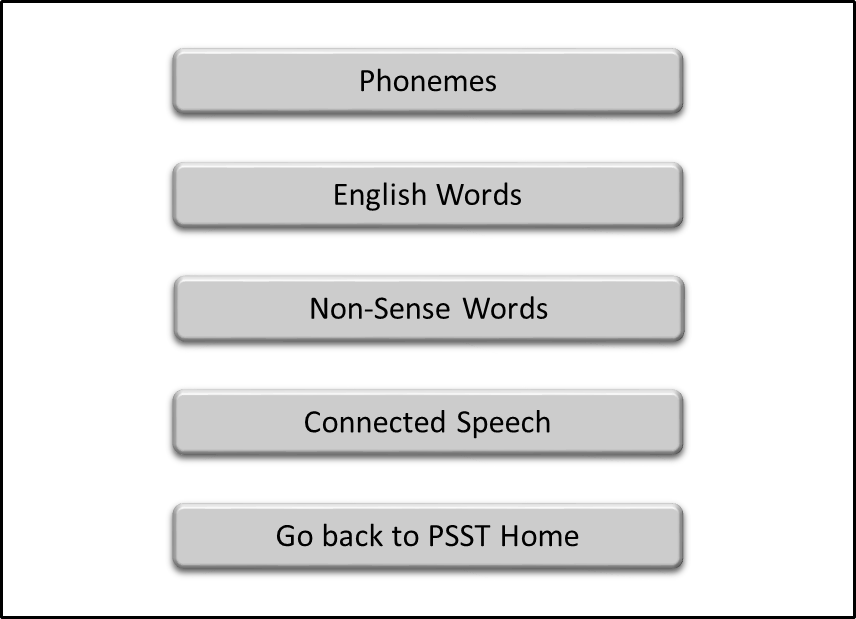 Phonemes
English Words
Non-Sense Words
Connected Speech
Go back to PSST Home